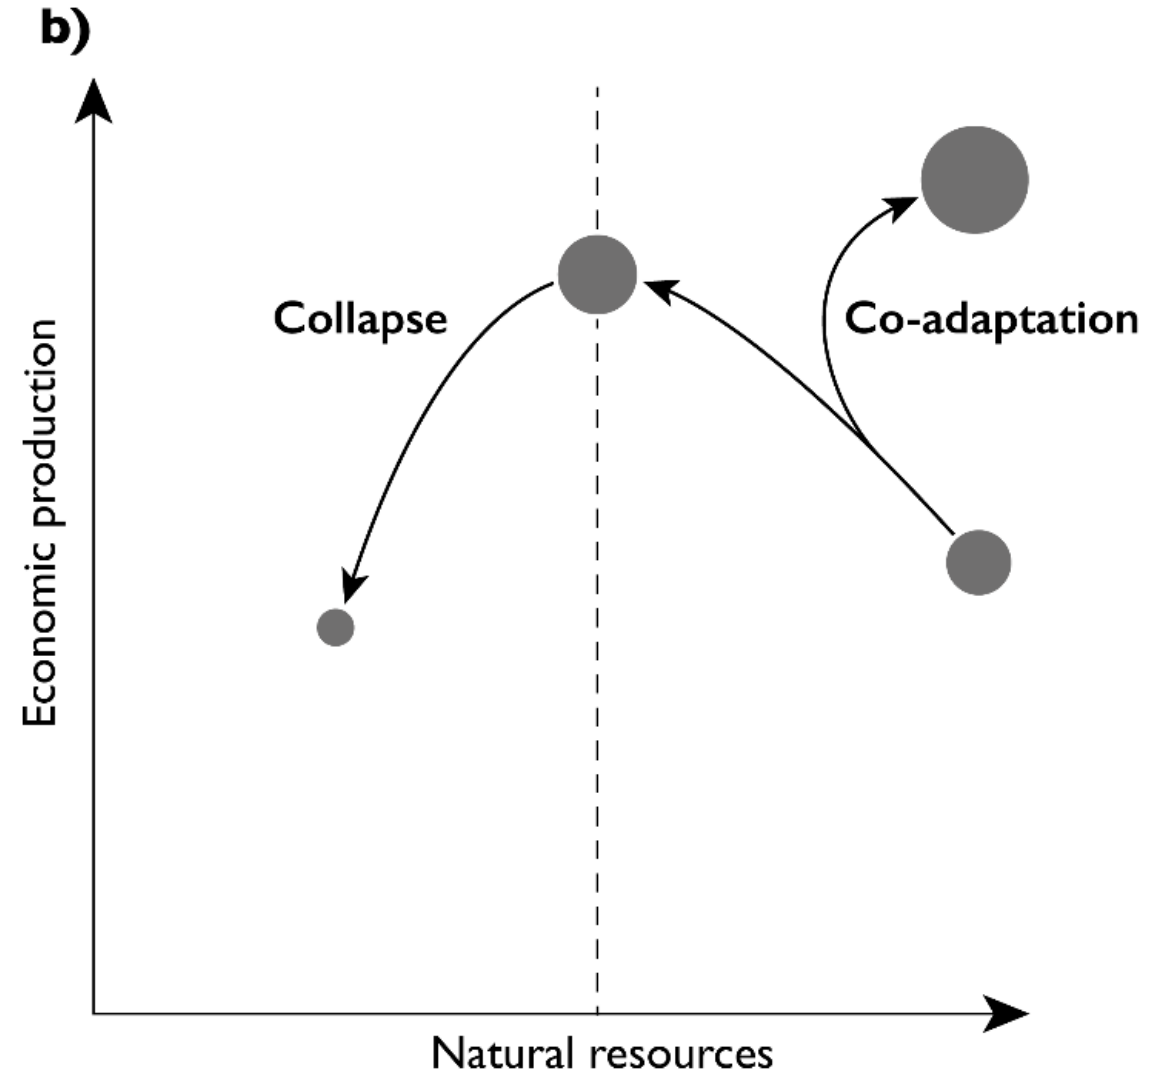 b)
Collapse
Co-adaptation
Economic production
Natural resources